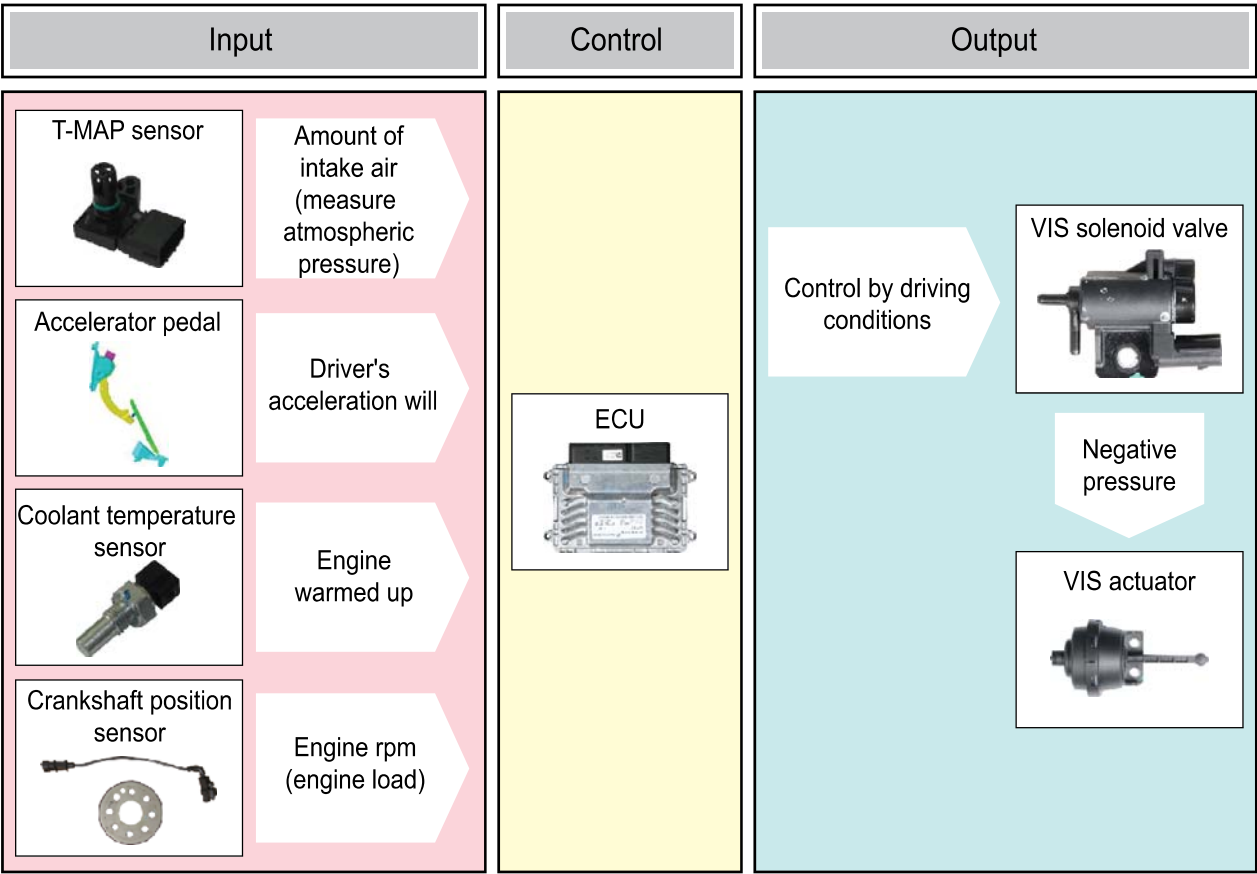 Input
Control
Output
T-MAP sensor
Amount of
intake air
(measure
atmospheric
pressure)
Accelerator pedal
Driver's
acceleration will
Coolant temperature
sensor
Engine
warmed up
Crankshaft position
sensor
Engine rpm
(engine load)
ECU
Control by driving
conditions
VIS solenoid valve
Negative
pressure
VIS actuator